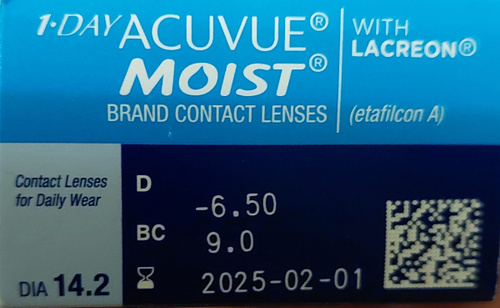 1·DAY ACUVUE®
MOIST®
BRAND CONTACT LENSES
WITH
LACREON®
(etafilcon A)
Contact Lenses
for Daily Wear
DIA 14.2
D
-6.50
BC
9.0
2025-02-01